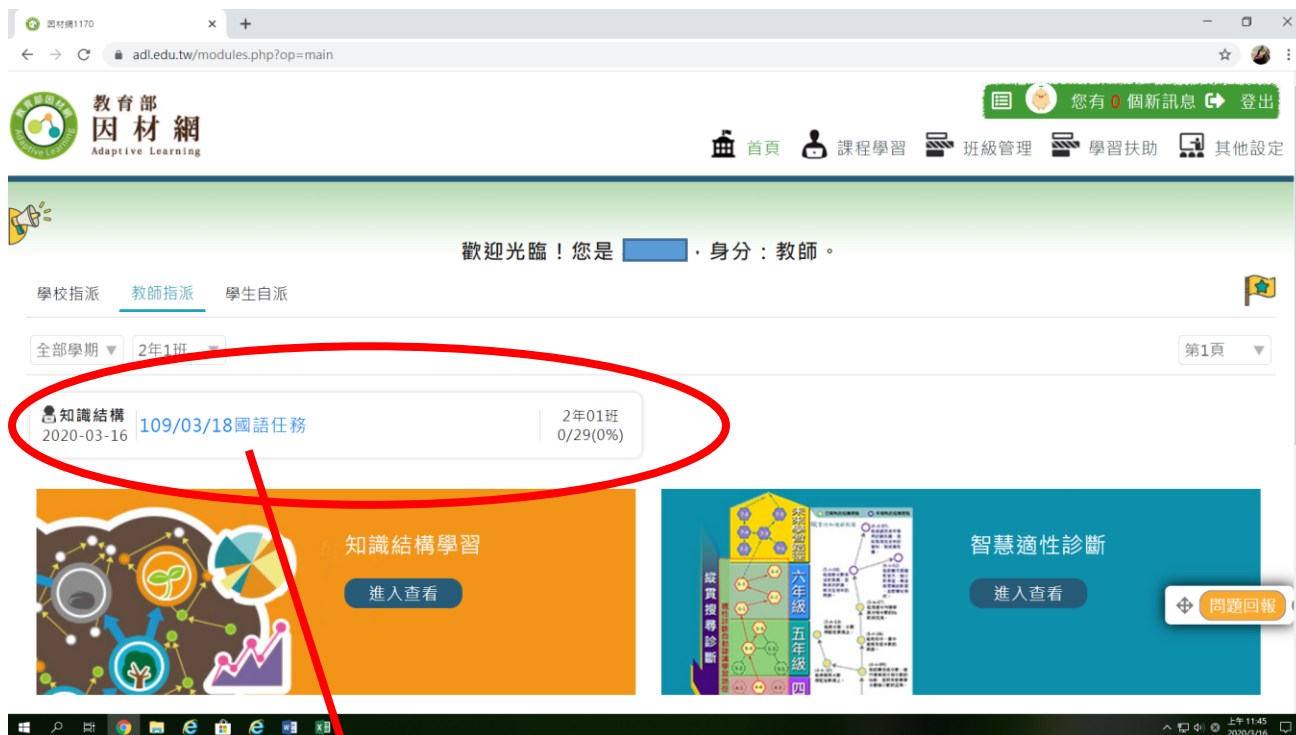 因材網1170
adl.edu.tw/modules.php?op=main
教育部
因材網
Adaptive Learning
您有 0 個新訊息 登出
首頁 課程學習 班級管理 學習扶助 其他設定
歡迎光臨！您是 ，身分：教師。
學校指派 教師指派 學生自派
全部學期 ▼ 2年1班 ▼ 第1頁 ▼
知識結構
2020-03-16
109/03/18國語任務
2年01班
0/29(0%)
知識結構學習
進入查看
智慧適性診斷
進入查看
縱貫搜尋診斷
六年級
五年級
四
問題回報
上午 11:45
2020/3/16